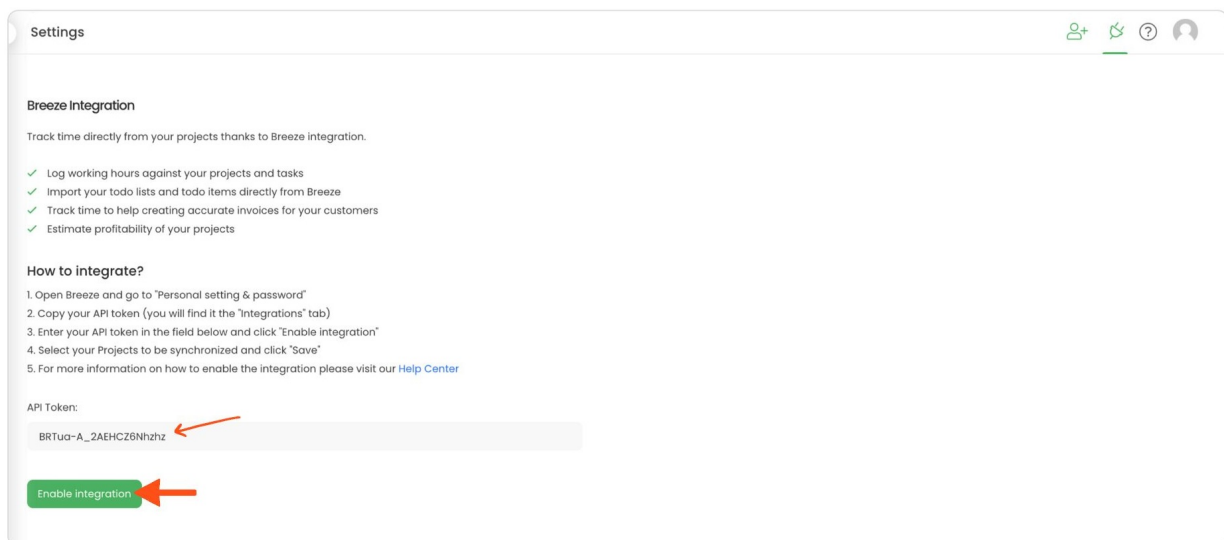 Settings
Breeze Integration
Track time directly from your projects thanks to Breeze integration.
Log working hours against your projects and tasks
Import your todo lists and todo items directly from Breeze
Track time to help creating accurate invoices for your customers
Estimate profitability of your projects
How to integrate?
1. Open Breeze and go to "Personal setting & password"
2. Copy your API token (you will find it the "Integrations" tab)
3. Enter your API token in the field below and click "Enable integration"
4. Select your Projects to be synchronized and click "Save"
5. For more information on how to enable the integration please visit our Help Center
API Token:
BRTua-A_2AEHCZ6Nhzhz
Enable integration